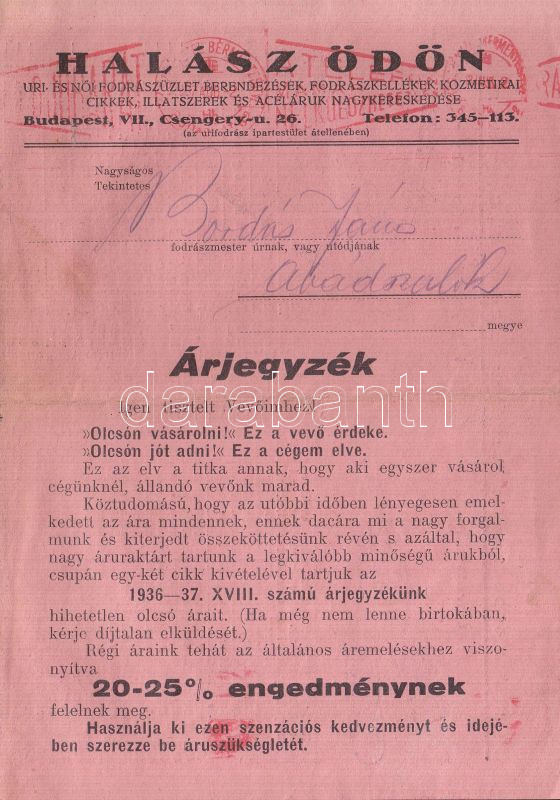 HALÁSZ ÖDÖN
URI- ÉS NŐI FODRÁSZÜZLET BERENDEZÉSEK, FODRÁSZKELLÉKEK, KOZMETIKAI
CIKKEK, ILLATSZEREK ÉS ACÉLÁRUK NAGYKERESKEDÉSE
Budapest, VII., Csengery-u. 26. Telefon: 345–113.
(az urifodrász ipartestület átellenében)
Nagyságos
Tekintetes
Bordás János
fodrászmester úrnak, vagy utódjának
Abádszalók
megye
Árjegyzék
darabanth
Igen tisztelt Vevőimhez!
»Olcsón vásárolni!« Ez a vevő érdeke.
»Olcsón jót adni!« Ez a cégem elve.
Ez az elv a titka annak, hogy aki egyszer vásárol
cégünknél, állandó vevőnk marad.
Köztudomású, hogy az utóbbi időben lényegesen emel-
kedett az ára mindennek, ennek dacára mi a nagy forgal-
munk és kiterjedt összeköttetésünk révén s azáltal, hogy
nagy áruraktárt tartunk a legkiválóbb minőségű árukból,
csupán egy-két cikk kivételével tartjuk az
1936—37. XVIII. számú árjegyzékünk
hihetetlen olcsó árait. (Ha még nem lenne birtokában,
kérje díjtalan elküldését.)
Régi áraink tehát az általános áremelésekhez viszo-
nyítva
20-25% engedménynek
felelnek meg.
Használja ki ezen szenzációs kedvezményt és idejé-
ben szerezze be áruszükségletét.